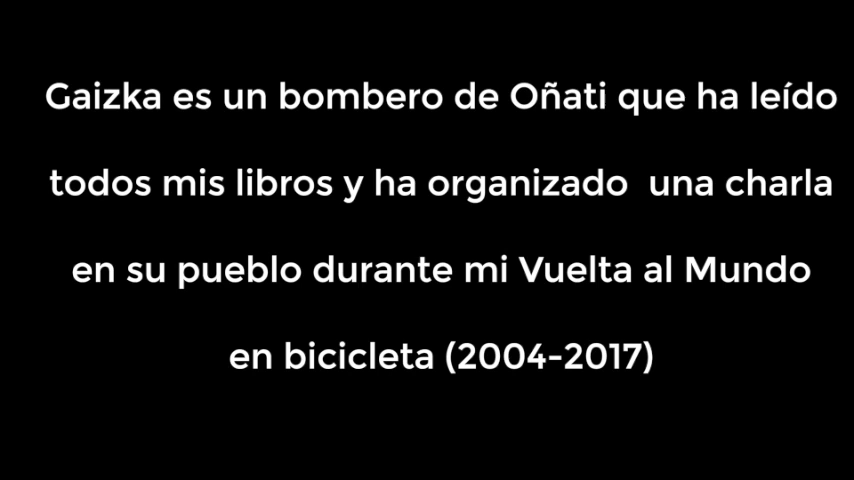 Gaizka es un bombero de Oñati que ha leído
todos mis libros y ha organizado  una charla
en su pueblo durante mi Vuelta al Mundo
en bicicleta (2004-2017)